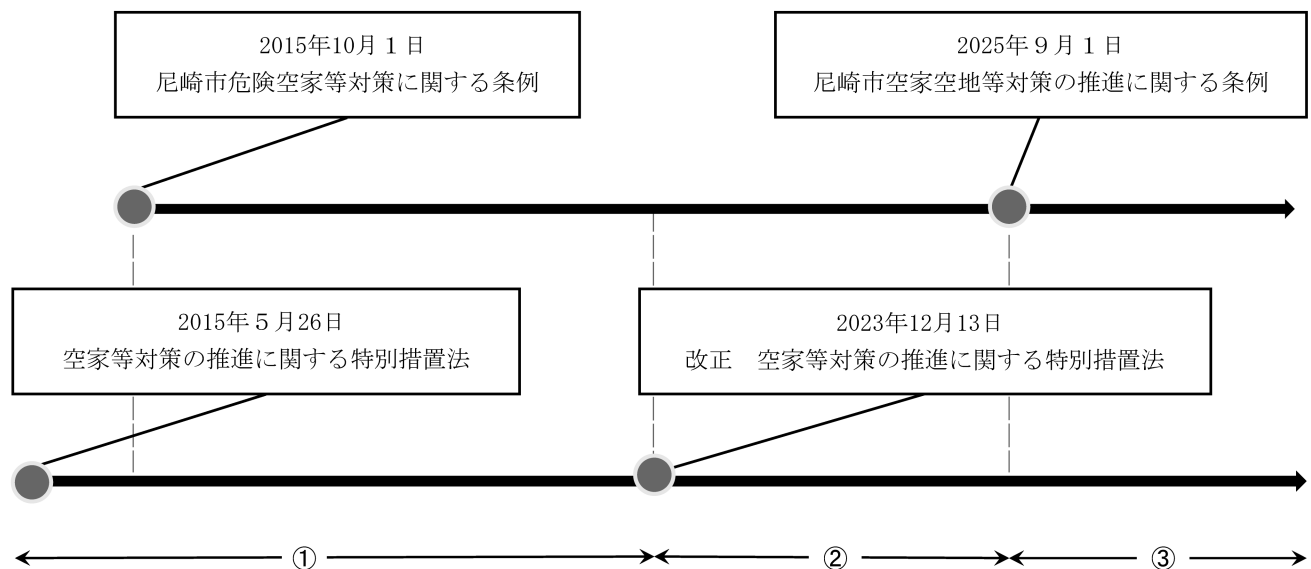 2015年10月１日
尼崎市危険空家等対策に関する条例
2025年９月１日
尼崎市空家空地等対策の推進に関する条例
2015年５月26日
空家等対策の推進に関する特別措置法
2023年12月13日
改正　空家等対策の推進に関する特別措置法
①
②
③